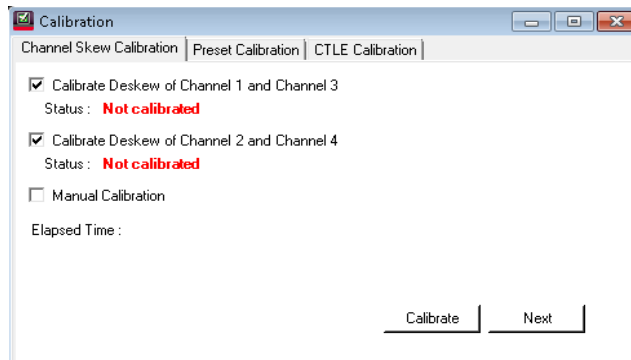 Calibration
Channel Skew Calibration Preset Calibration CTLE Calibration
Calibrate Deskew of Channel 1 and Channel 3
Status : Not calibrated
Calibrate Deskew of Channel 2 and Channel 4
Status : Not calibrated
Manual Calibration
Elapsed Time :
Calibrate Next